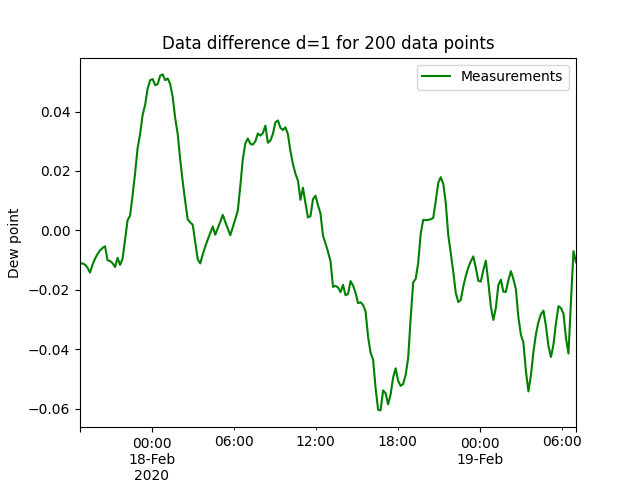 Data difference d=1 for 200 data points
Measurements
Dew point
0.04
0.02
0.00
−0.02
−0.04
−0.06
00:00
18-Feb
2020
06:00
12:00
18:00
00:00
19-Feb
06:00